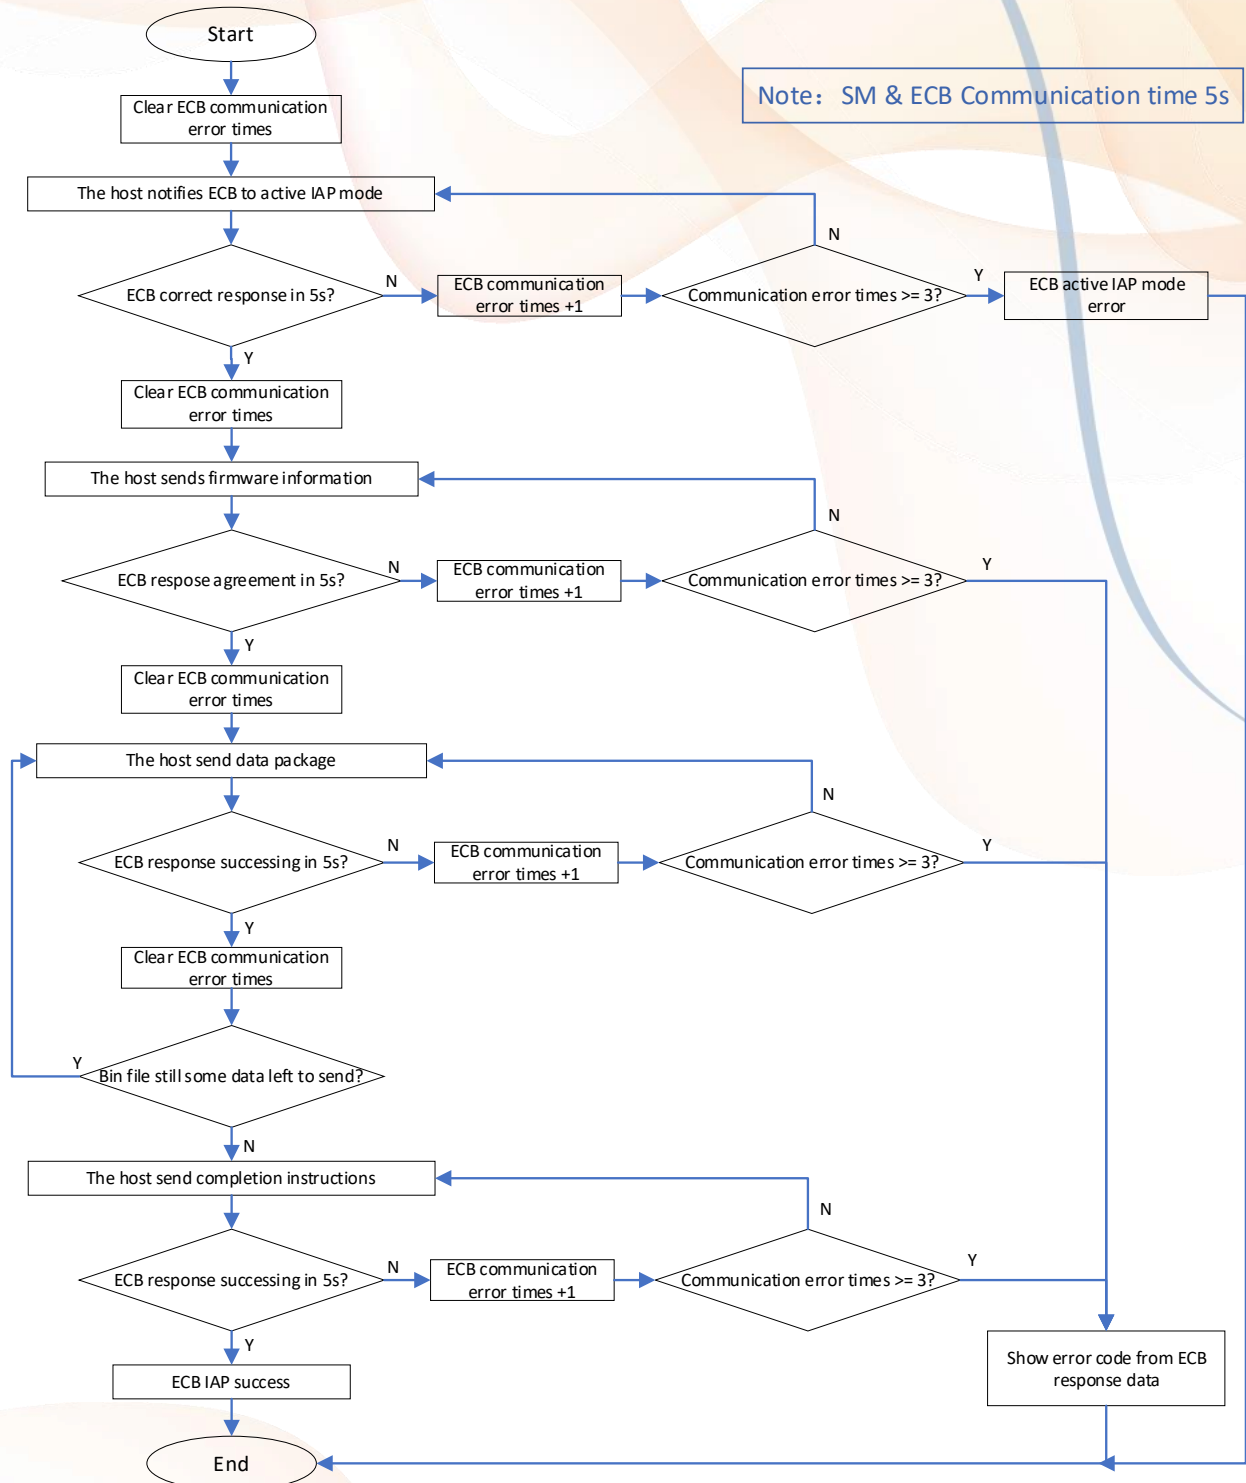 Start
Note： SM & ECB Communication time 5s
Clear ECB communication
error times
The host notifies ECB to active IAP mode
N
ECB correct response in 5s?
N
ECB communication
error times +1
Communication error times >= 3?
Y
ECB active IAP mode
error
Y
Clear ECB communication
error times
The host sends firmware information
N
ECB respose agreement in 5s?
N
ECB communication
error times +1
Communication error times >= 3?
Y
Y
Clear ECB communication
error times
The host send data package
N
ECB response successing in 5s?
N
ECB communication
error times +1
Communication error times >= 3?
Y
Y
Clear ECB communication
error times
Y
Bin file still some data left to send?
N
The host send completion instructions
N
ECB response successing in 5s?
N
ECB communication
error times +1
Communication error times >= 3?
Y
Y
ECB IAP success
Show error code from ECB
response data
End